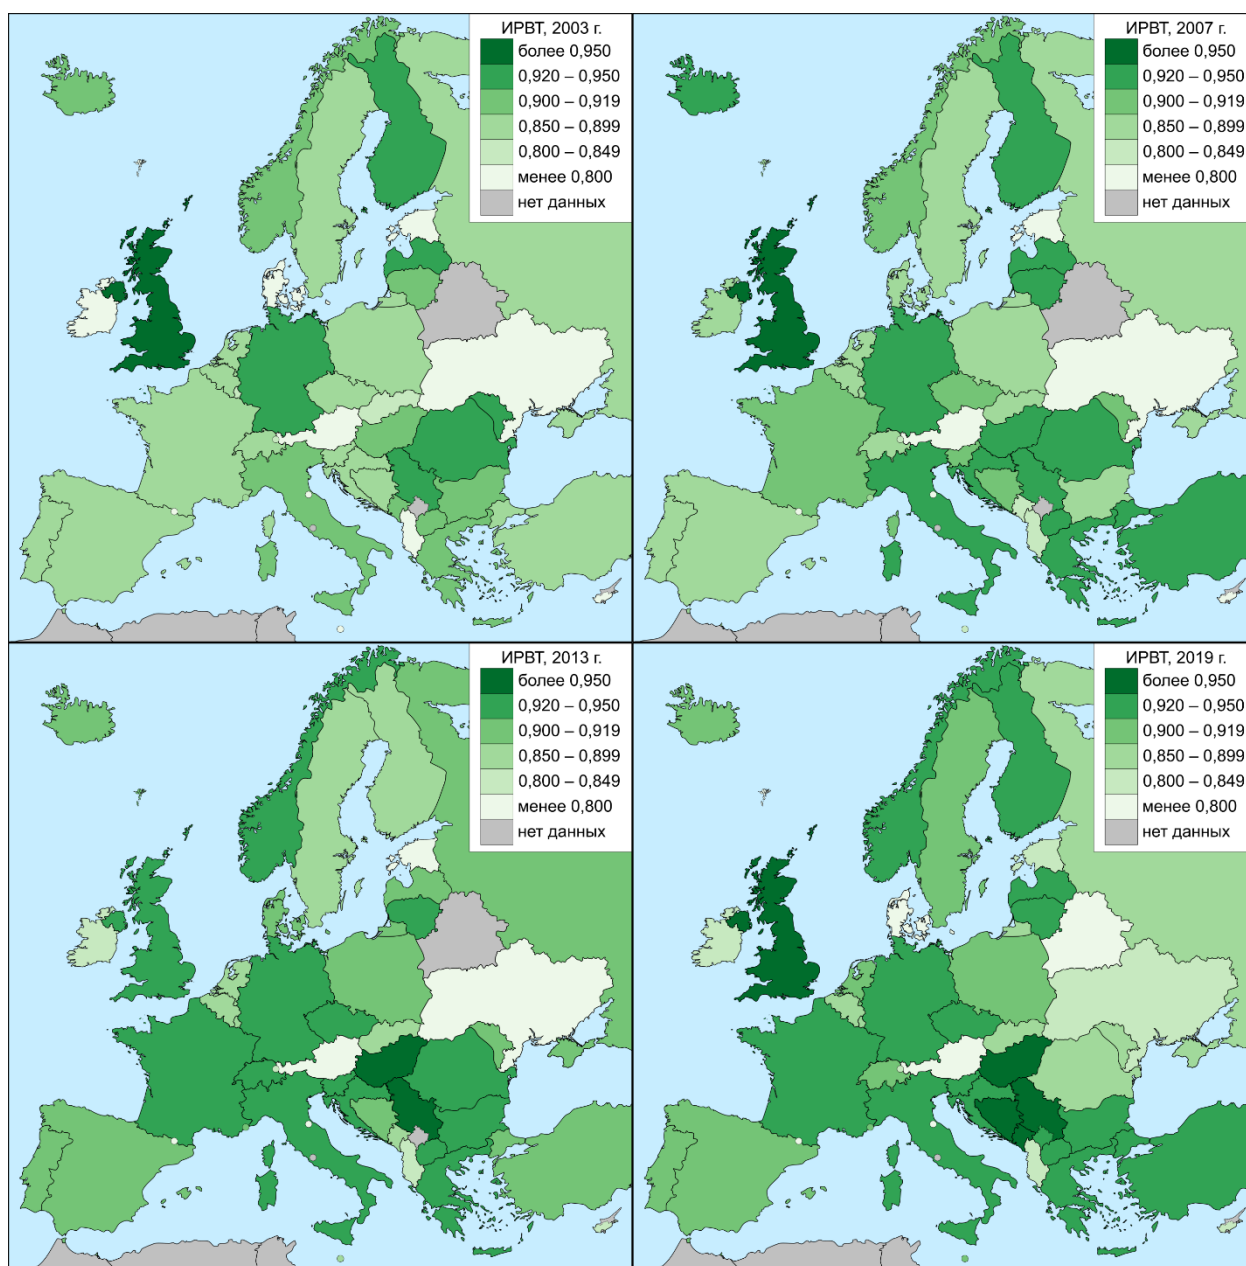 ИРВТ, 2003 г.
более 0,950
0,920 – 0,950
0,900 – 0,919
0,850 – 0,899
0,800 – 0,849
менее 0,800
нет данных
ИРВТ, 2007 г.
более 0,950
0,920 – 0,950
0,900 – 0,919
0,850 – 0,899
0,800 – 0,849
менее 0,800
нет данных
ИРВТ, 2013 г.
более 0,950
0,920 – 0,950
0,900 – 0,919
0,850 – 0,899
0,800 – 0,849
менее 0,800
нет данных
ИРВТ, 2019 г.
более 0,950
0,920 – 0,950
0,900 – 0,919
0,850 – 0,899
0,800 – 0,849
менее 0,800
нет данных